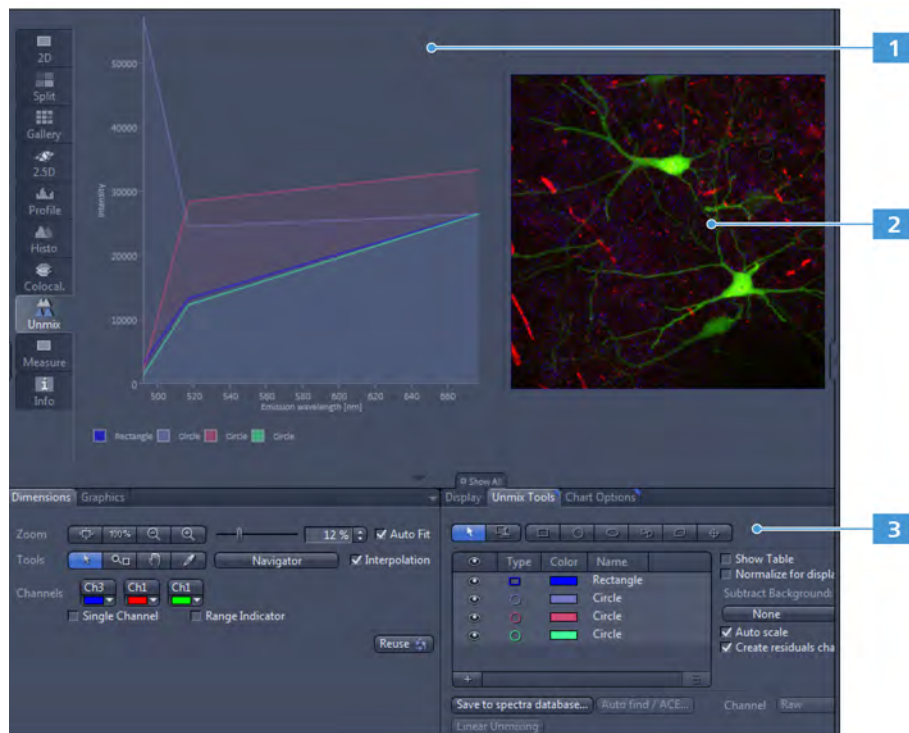 1
2D
Split
Gallery
2.5D
Profile
Histo
Colocal.
Unmix
Measure
i
Info
50000
40000
30000
20000
10000
0
Intensity
500 520 540 560 580 600 620 640 660
Emission wavelength [nm]
Rectangle Circle Circle Circle
2
Show All
Dimensions Graphics
Zoom 100% 12 % Auto Fit
Tools Navigator Interpolation
Channels Ch3 Ch1 Ch1
Single Channel Range Indicator
Reuse
Display Unmix Tools Chart Options
3
Type Color Name
Rectangle
Circle
Circle
Circle
+
Show Table
Normalize for displa
Subtract Background:
None
Auto scale
Create residuals cha
Save to spectra database... Auto find / ACE... Channel Raw
Linear Unmixing